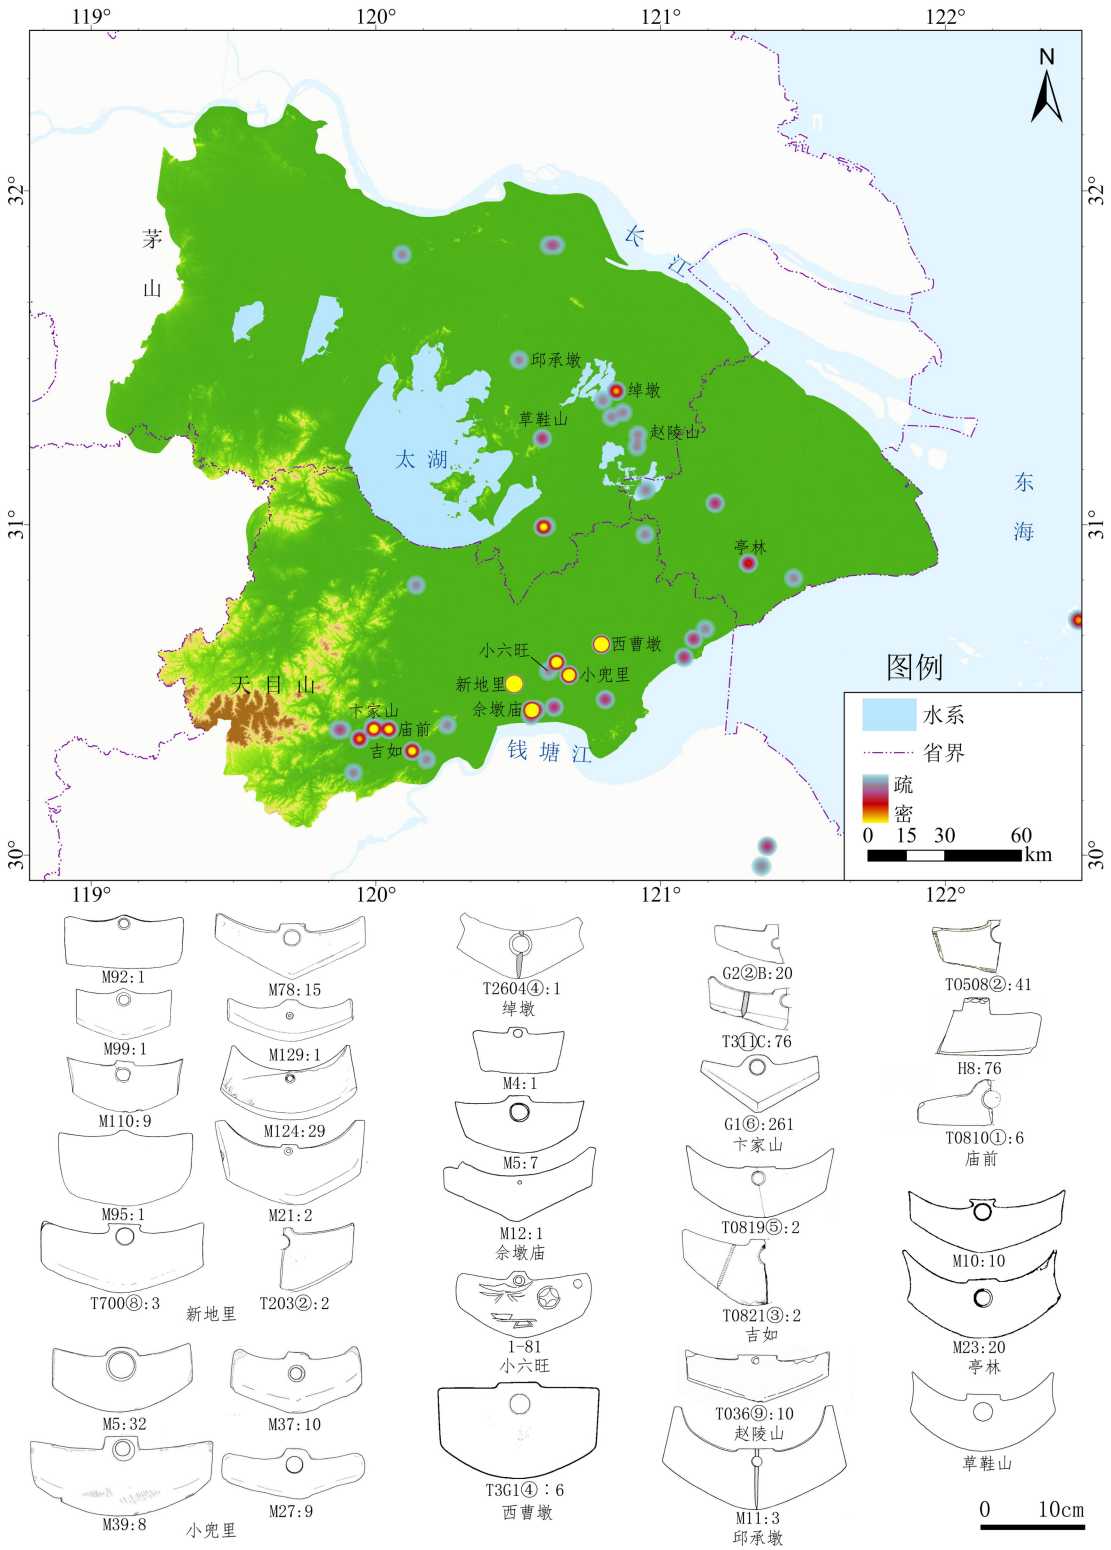 119° 120° 121° 122°
N
32° 32°
茅山
长江
邱承墩
绰墩
草鞋山
赵陵山
太湖
东海
31° 31°
亭林
小六旺
西曹墩
新地里
小兜里
天目山
佘墩庙
卞家山
庙前
吉如
钱塘江
图例
水系
省界
疏
密
0 15 30 60
km
30° 30°
119° 120° 121° 122°
M92:1
M78:15
M99:1
M129:1
M110:9
M124:29
M95:1
M21:2
T700⑧:3
T203②:2
新地里
M5:32
M37:10
M39:8
M27:9
小兜里
T2604④:1
绰墩
M4:1
M5:7
M12:1
佘墩庙
1-81
小六旺
T3G1④:6
西曹墩
G2②B:20
T311C:76
G1⑥:261
卞家山
T0819⑤:2
T0821③:2
吉如
T036⑨:10
赵陵山
M11:3
邱承墩
T0508②:41
H8:76
T0810①:6
庙前
M10:10
M23:20
亭林
草鞋山
0 10cm